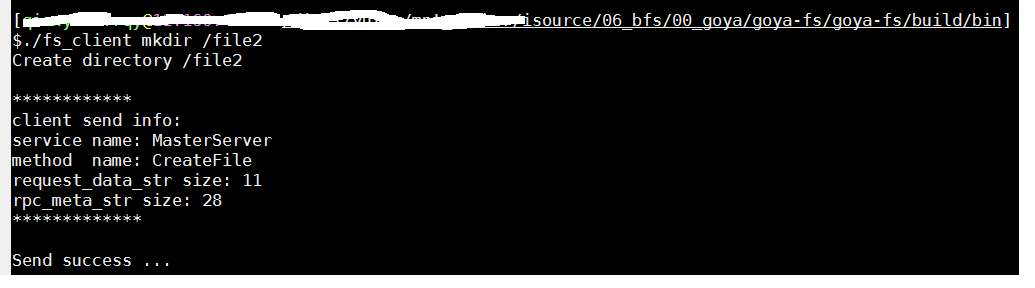 isource/06_bfs/00_goya/goya-fs/goya-fs/build/bin]
$./fs_client mkdir /file2
Create directory /file2
************
client send info:
service name: MasterServer
method  name: CreateFile
request_data_str size: 11
rpc_meta_str size: 28
*************
Send success ...